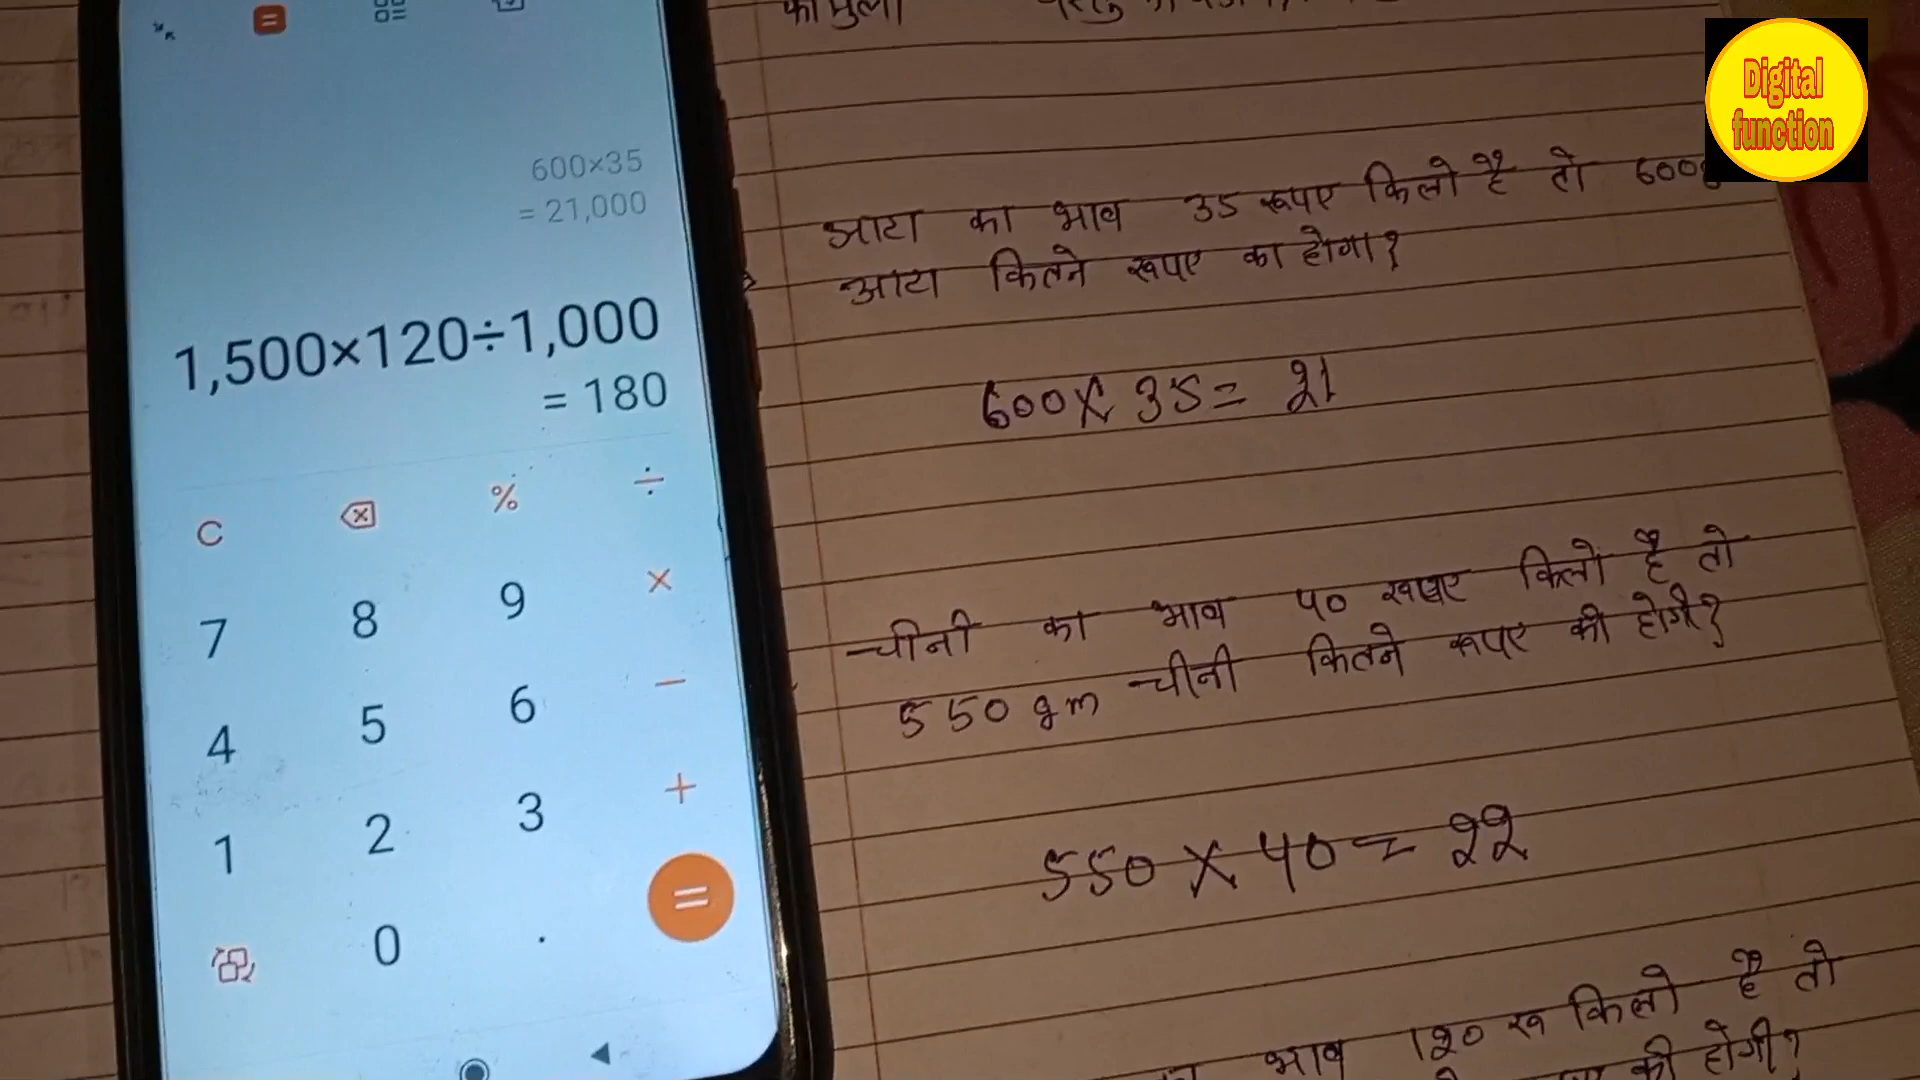 600×35
= 21,000
1,500×120÷1,000
= 180
C % ÷
7 8 9 ×
4 5 6 −
1 2 3 +
0 . =
फार्मुला
आटा का भाव 35 रूपए किलो है तो 600
आटा कितने रूपए का होगा?
600 X 35 = 21
चीनी का भाव 40 रूपए किलो है तो
550 gm चीनी कितने रूपए की होगी?
550 X 40 = 22
भाव 120 रू किलो है तो
की होगी?
Digital
function